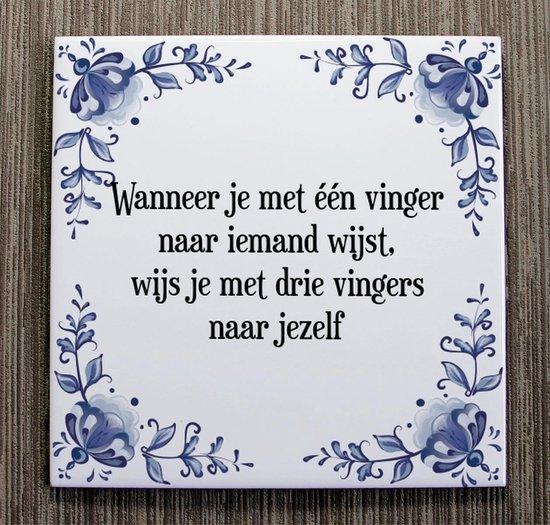 Wanneer je met één vinger
naar iemand wijst,
wijs je met drie vingers
naar jezelf